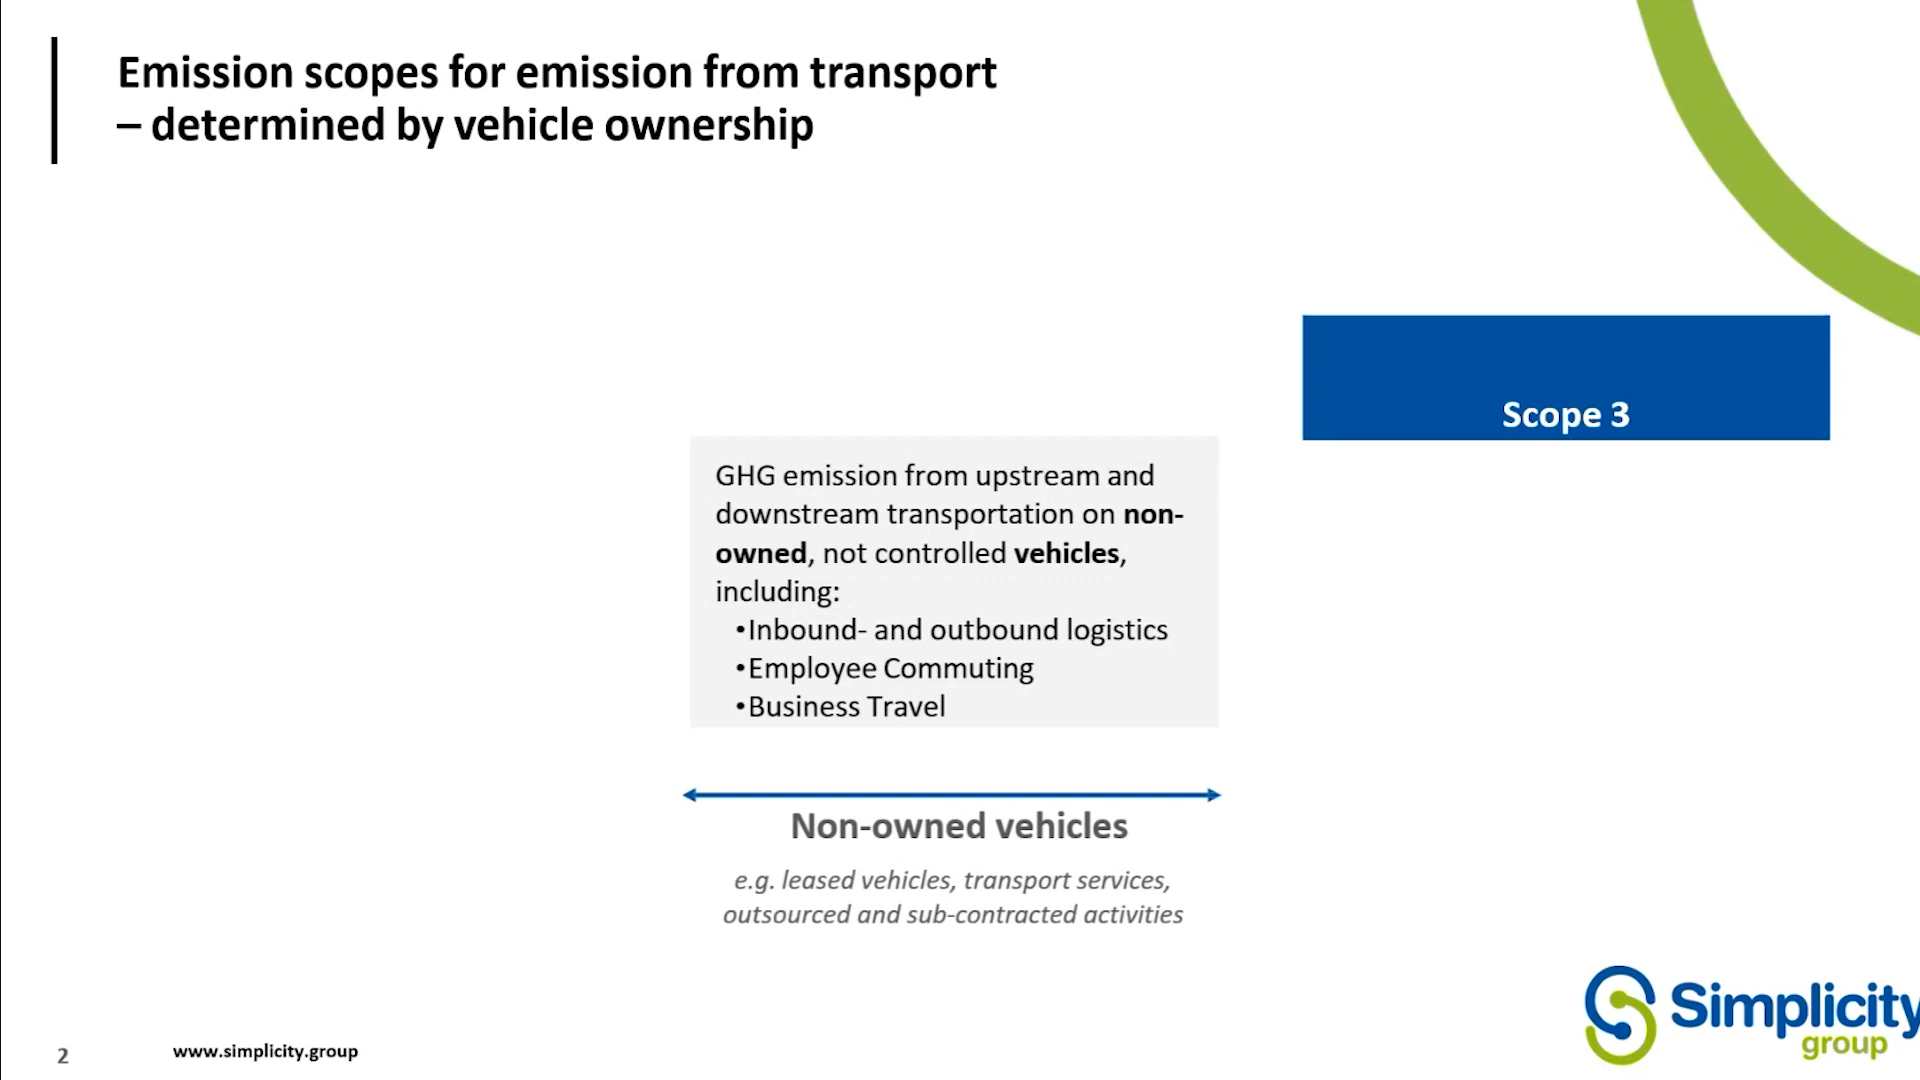 Emission scopes for emission from transport
– determined by vehicle ownership
Scope 3
GHG emission from upstream and
downstream transportation on non-
owned, not controlled vehicles,
including:
•Inbound- and outbound logistics
•Employee Commuting
•Business Travel
Non-owned vehicles
e.g. leased vehicles, transport services,
outsourced and sub-contracted activities
2
www.simplicity.group
Simplicity
group